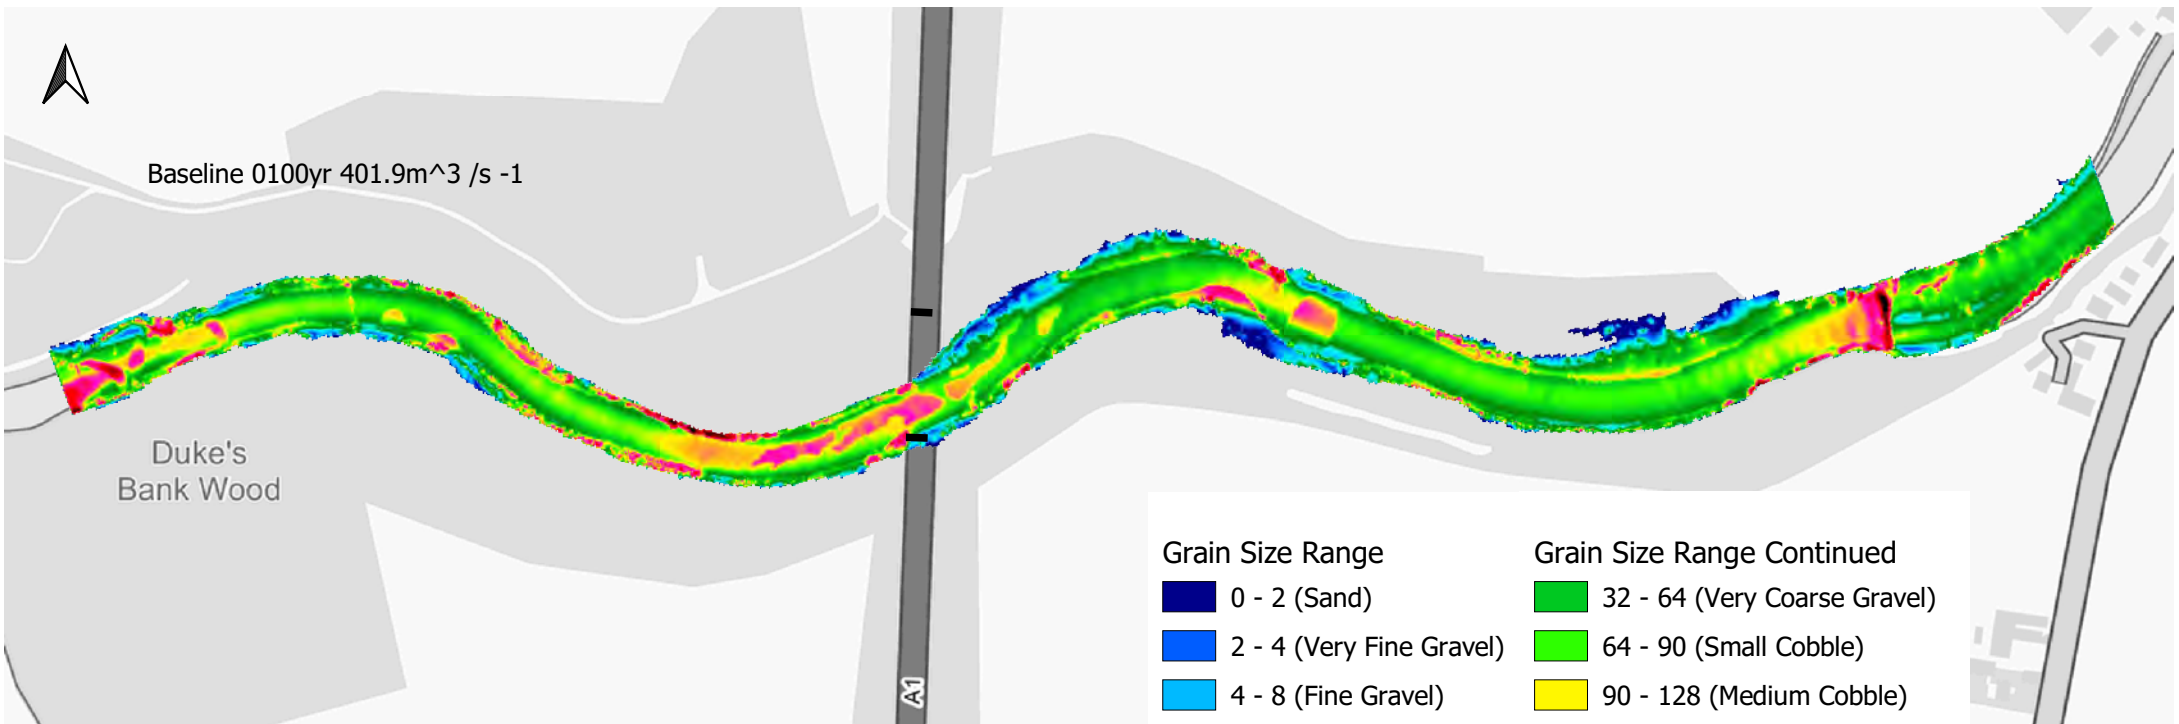 Baseline 0100yr 401.9m^3 /s -1
Duke's
Bank Wood
A1
Grain Size Range
0 - 2 (Sand)
2 - 4 (Very Fine Gravel)
4 - 8 (Fine Gravel)
Grain Size Range Continued
32 - 64 (Very Coarse Gravel)
64 - 90 (Small Cobble)
90 - 128 (Medium Cobble)